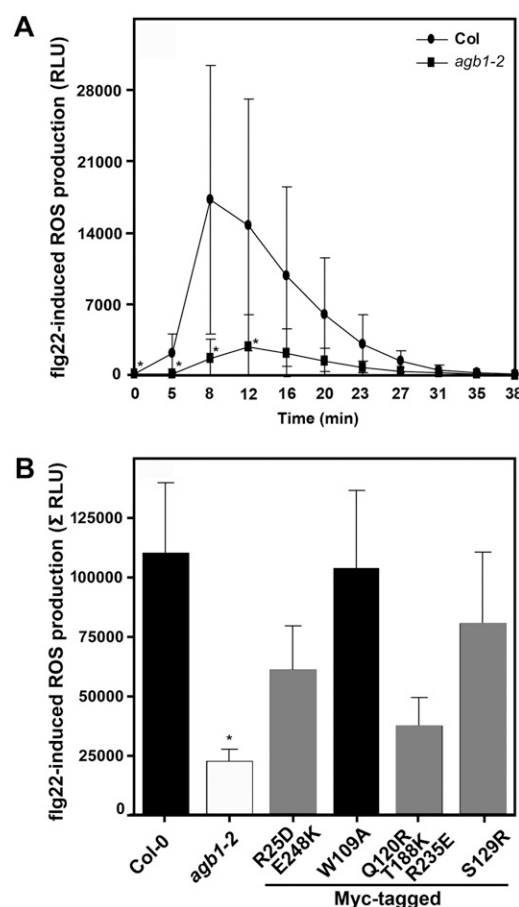 A
flg22-induced ROS production (RLU)
Col
agb1-2
28000
21000
14000
7000
0
*
*
*
*
0 5 8 12 16 20 23 27 31 35 38
Time (min)
B
flg22-induced ROS production (Σ RLU)
125000
100000
75000
50000
25000
0
*
Col-0
agb1-2
R25D
E248K
W109A
Q120R
T188K
R235E
S129R
Myc-tagged